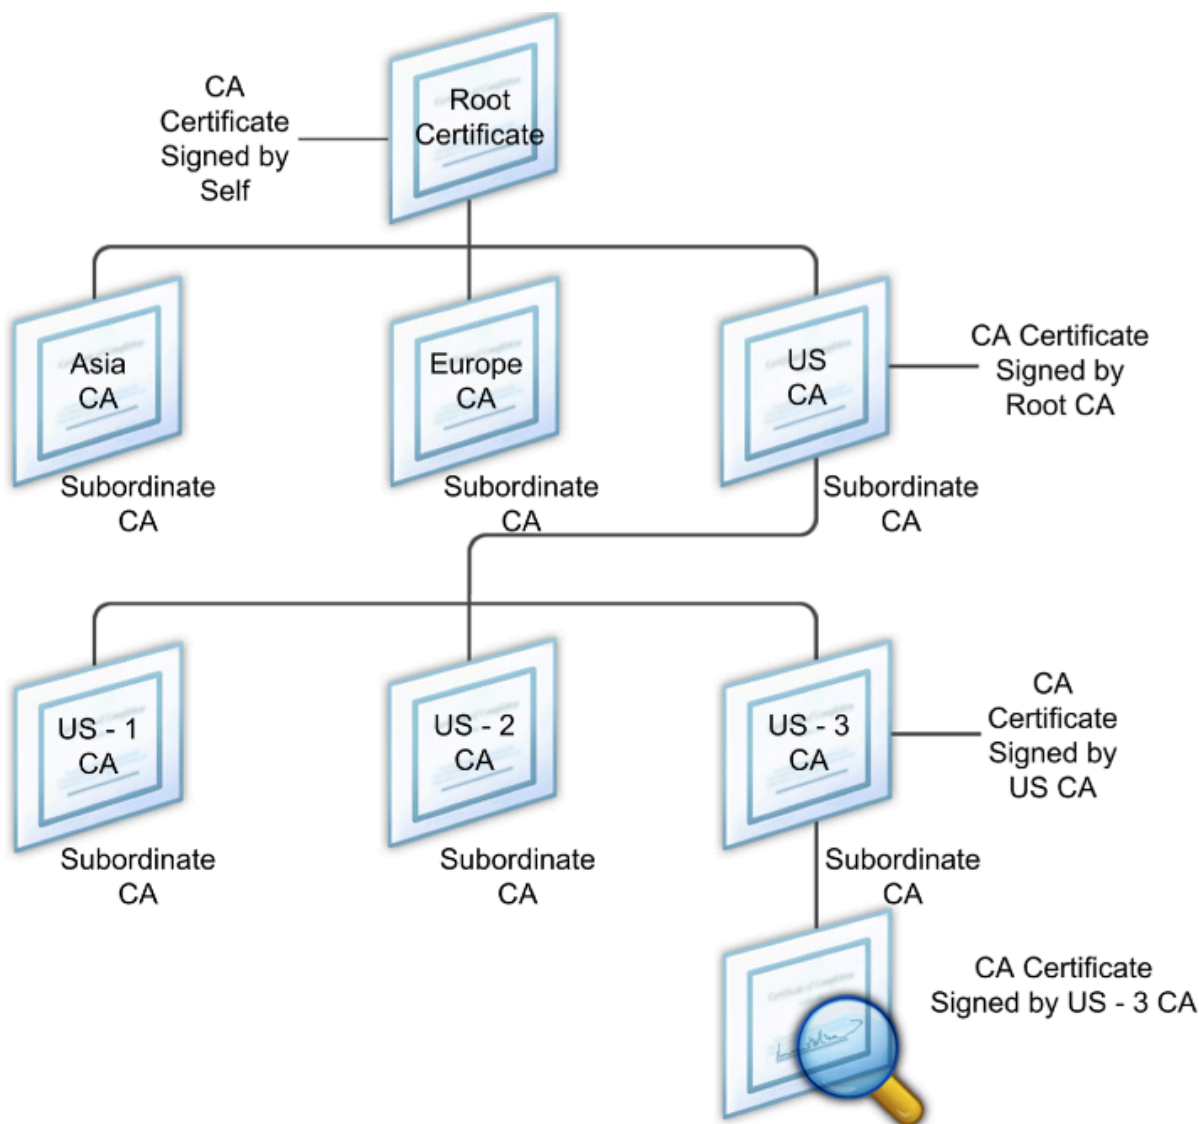 CA
Certificate
Signed by
Self
Root
Certificate
Asia
CA
Subordinate
CA
Europe
CA
Subordinate
CA
US
CA
Subordinate
CA
CA Certificate
Signed by
Root CA
US - 1
CA
Subordinate
CA
US - 2
CA
Subordinate
CA
US - 3
CA
Subordinate
CA
CA
Certificate
Signed by
US CA
CA Certificate
Signed by US - 3 CA